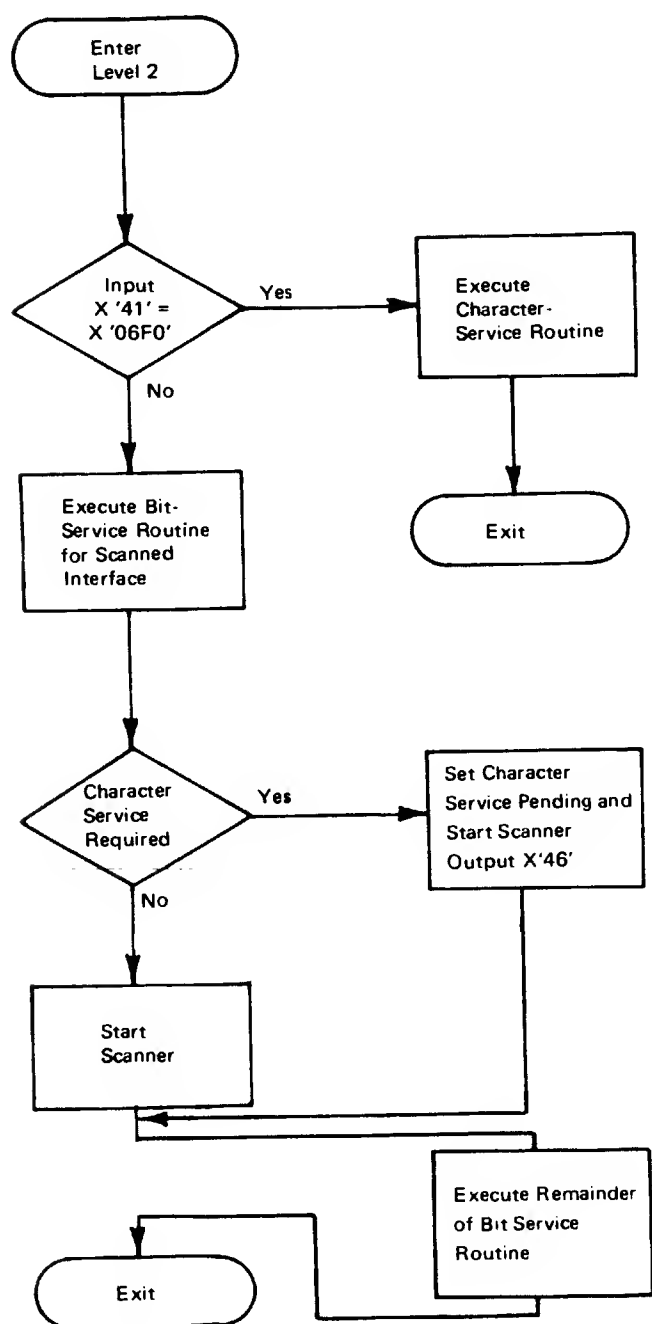 Enter
Level 2
Input
X '41' =
X '06F0'
Yes
Execute
Character-
Service Routine
No
Exit
Execute Bit-
Service Routine
for Scanned
Interface
Character
Service
Required
Yes
Set Character
Service Pending and
Start Scanner
Output X'46'
No
Start
Scanner
Execute Remainder
of Bit Service
Routine
Exit